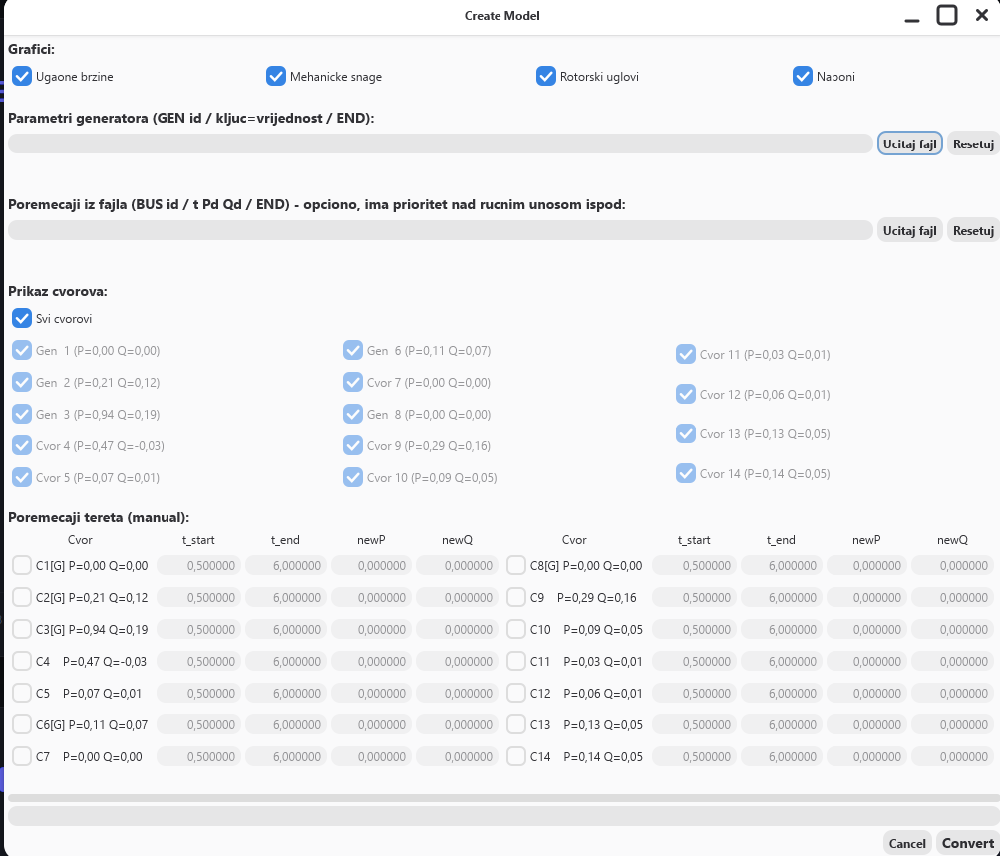 Create Model
Grafici:
Ugaone brzine Mehanicke snage Rotorski uglovi Naponi
Parametri generatora (GEN id / kljuc=vrijednost / END):
Ucitaj fajl Resetuj
Poremecaji iz fajla (BUS id / t Pd Qd / END) - opciono, ima prioritet nad rucnim unosom ispod:
Ucitaj fajl Resetuj
Prikaz cvorova:
Svi cvorovi
Gen 1 (P=0,00 Q=0,00) Gen 6 (P=0,11 Q=0,07) Cvor 11 (P=0,03 Q=0,01)
Gen 2 (P=0,21 Q=0,12) Cvor 7 (P=0,00 Q=0,00) Cvor 12 (P=0,06 Q=0,01)
Gen 3 (P=0,94 Q=0,19) Gen 8 (P=0,00 Q=0,00) Cvor 13 (P=0,13 Q=0,05)
Cvor 4 (P=0,47 Q=-0,03) Cvor 9 (P=0,29 Q=0,16) Cvor 14 (P=0,14 Q=0,05)
Cvor 5 (P=0,07 Q=0,01) Cvor 10 (P=0,09 Q=0,05)
Poremecaji tereta (manual):
Cvor t_start t_end newP newQ Cvor t_start t_end newP newQ
C1[G] P=0,00 Q=0,00 0,500000 6,000000 0,000000 0,000000 C8[G] P=0,00 Q=0,00 0,500000 6,000000 0,000000 0,000000
C2[G] P=0,21 Q=0,12 0,500000 6,000000 0,000000 0,000000 C9 P=0,29 Q=0,16 0,500000 6,000000 0,000000 0,000000
C3[G] P=0,94 Q=0,19 0,500000 6,000000 0,000000 0,000000 C10 P=0,09 Q=0,05 0,500000 6,000000 0,000000 0,000000
C4 P=0,47 Q=-0,03 0,500000 6,000000 0,000000 0,000000 C11 P=0,03 Q=0,01 0,500000 6,000000 0,000000 0,000000
C5 P=0,07 Q=0,01 0,500000 6,000000 0,000000 0,000000 C12 P=0,06 Q=0,01 0,500000 6,000000 0,000000 0,000000
C6[G] P=0,11 Q=0,07 0,500000 6,000000 0,000000 0,000000 C13 P=0,13 Q=0,05 0,500000 6,000000 0,000000 0,000000
C7 P=0,00 Q=0,00 0,500000 6,000000 0,000000 0,000000 C14 P=0,14 Q=0,05 0,500000 6,000000 0,000000 0,000000
Cancel Convert